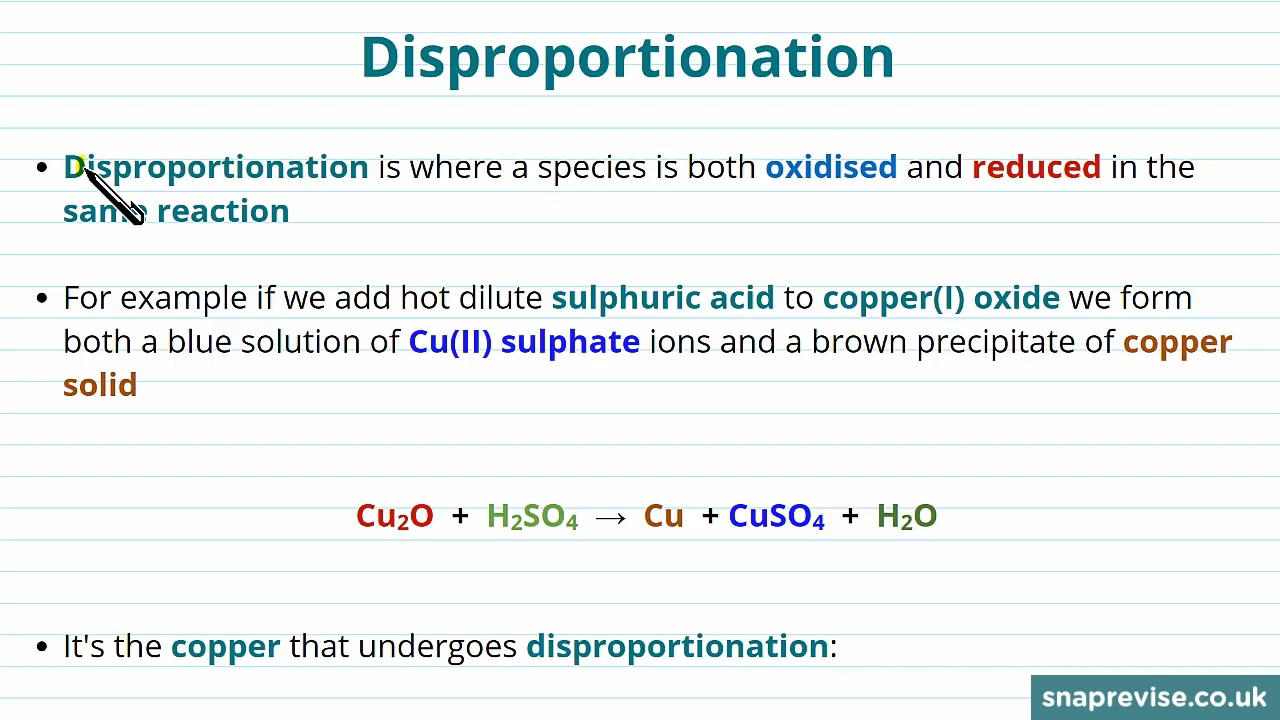 Disproportionation
• Disproportionation is where a species is both oxidised and reduced in the
same reaction
• For example if we add hot dilute sulphuric acid to copper(I) oxide we form
both a blue solution of Cu(II) sulphate ions and a brown precipitate of copper
solid
Cu₂O + H₂SO₄ → Cu + CuSO₄ + H₂O
• It's the copper that undergoes disproportionation:
snaprevise.co.uk